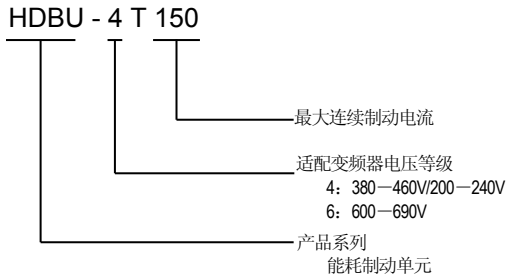 HDBU - 4 T 150
最大连续制动电流
适配变频器电压等级
4：380－460V/200－240V
6：600－690V
产品系列
能耗制动单元